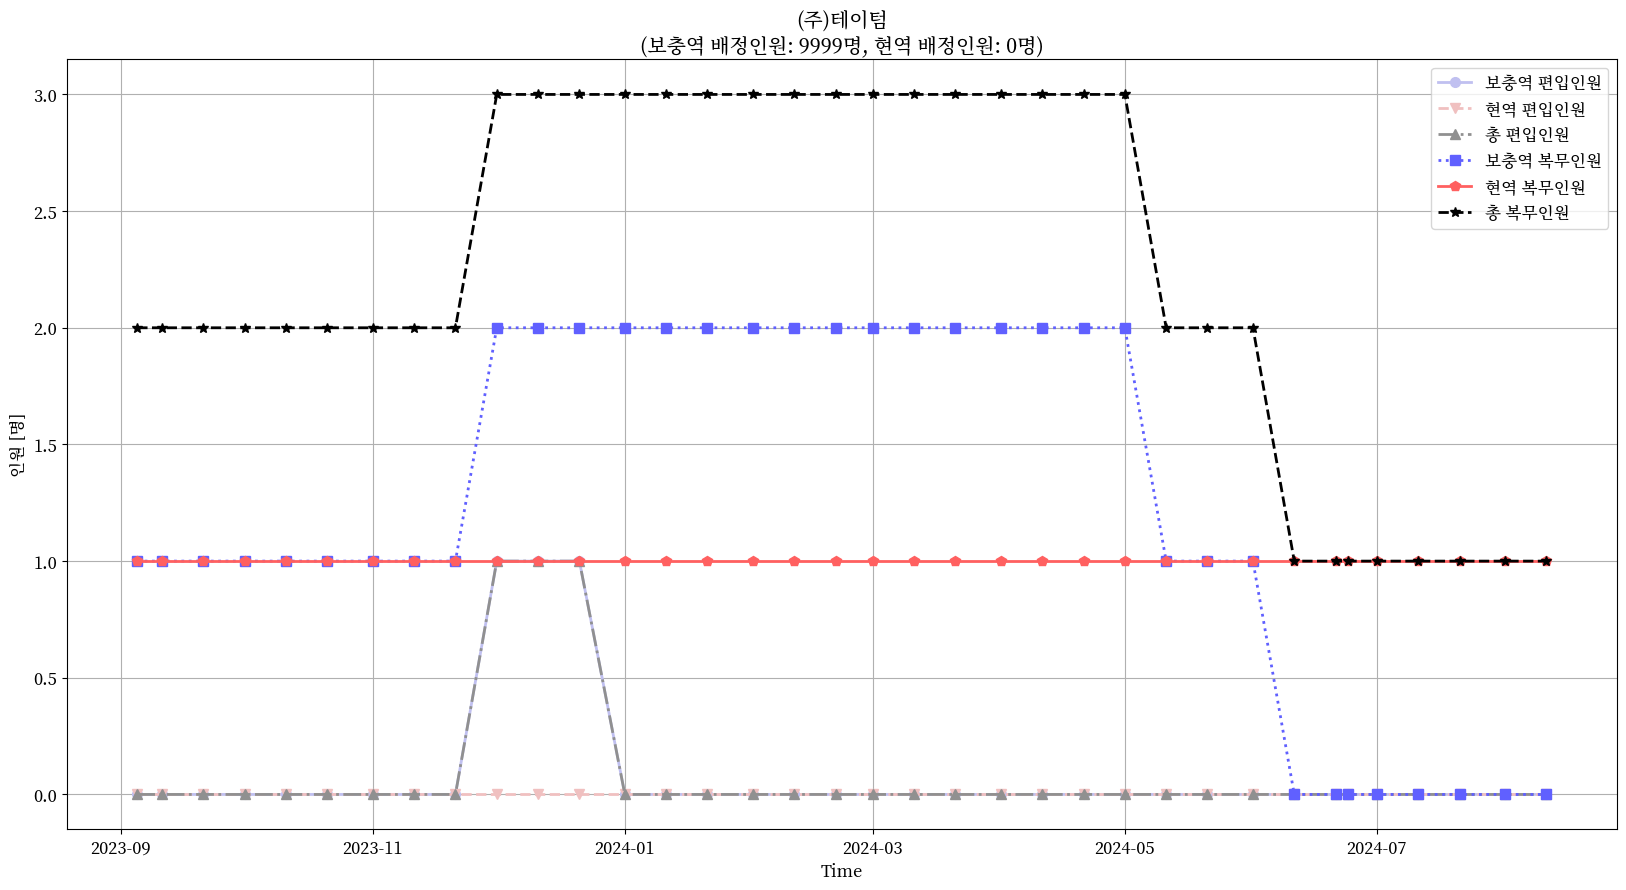 (주)테이텀
(보충역 배정인원: 9999명, 현역 배정인원: 0명)
보충역 편입인원
현역 편입인원
총 편입인원
보충역 복무인원
현역 복무인원
총 복무인원
인원 [명]
3.0
2.5
2.0
1.5
1.0
0.5
0.0
2023-09
2023-11
2024-01
2024-03
2024-05
2024-07
Time